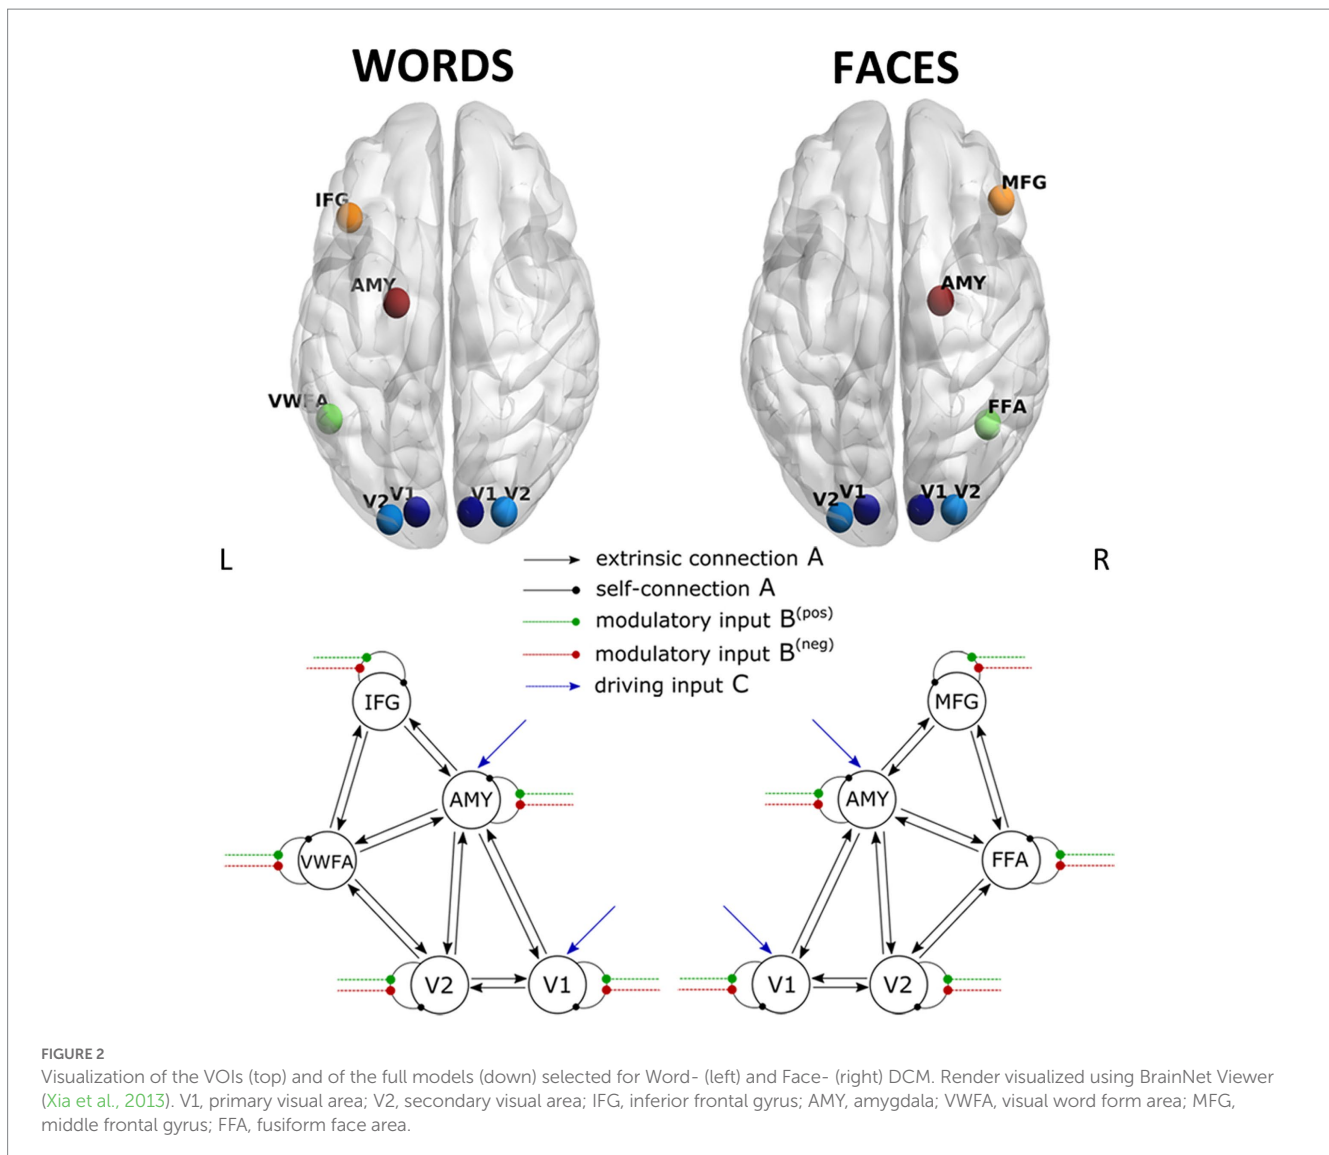 WORDS
FACES
IFG
AMY
VWFA
V2 V1 V1 V2
MFG
AMY
FFA
V2 V1 V1 V2
L
R
extrinsic connection A
self-connection A
modulatory input B(pos)
modulatory input B(neg)
driving input C
IFG
AMY
VWFA
V2 V1
MFG
AMY
FFA
V1 V2
FIGURE 2
Visualization of the VOIs (top) and of the full models (down) selected for Word- (left) and Face- (right) DCM. Render visualized using BrainNet Viewer
(Xia et al., 2013). V1, primary visual area; V2, secondary visual area; IFG, inferior frontal gyrus; AMY, amygdala; VWFA, visual word form area; MFG,
middle frontal gyrus; FFA, fusiform face area.